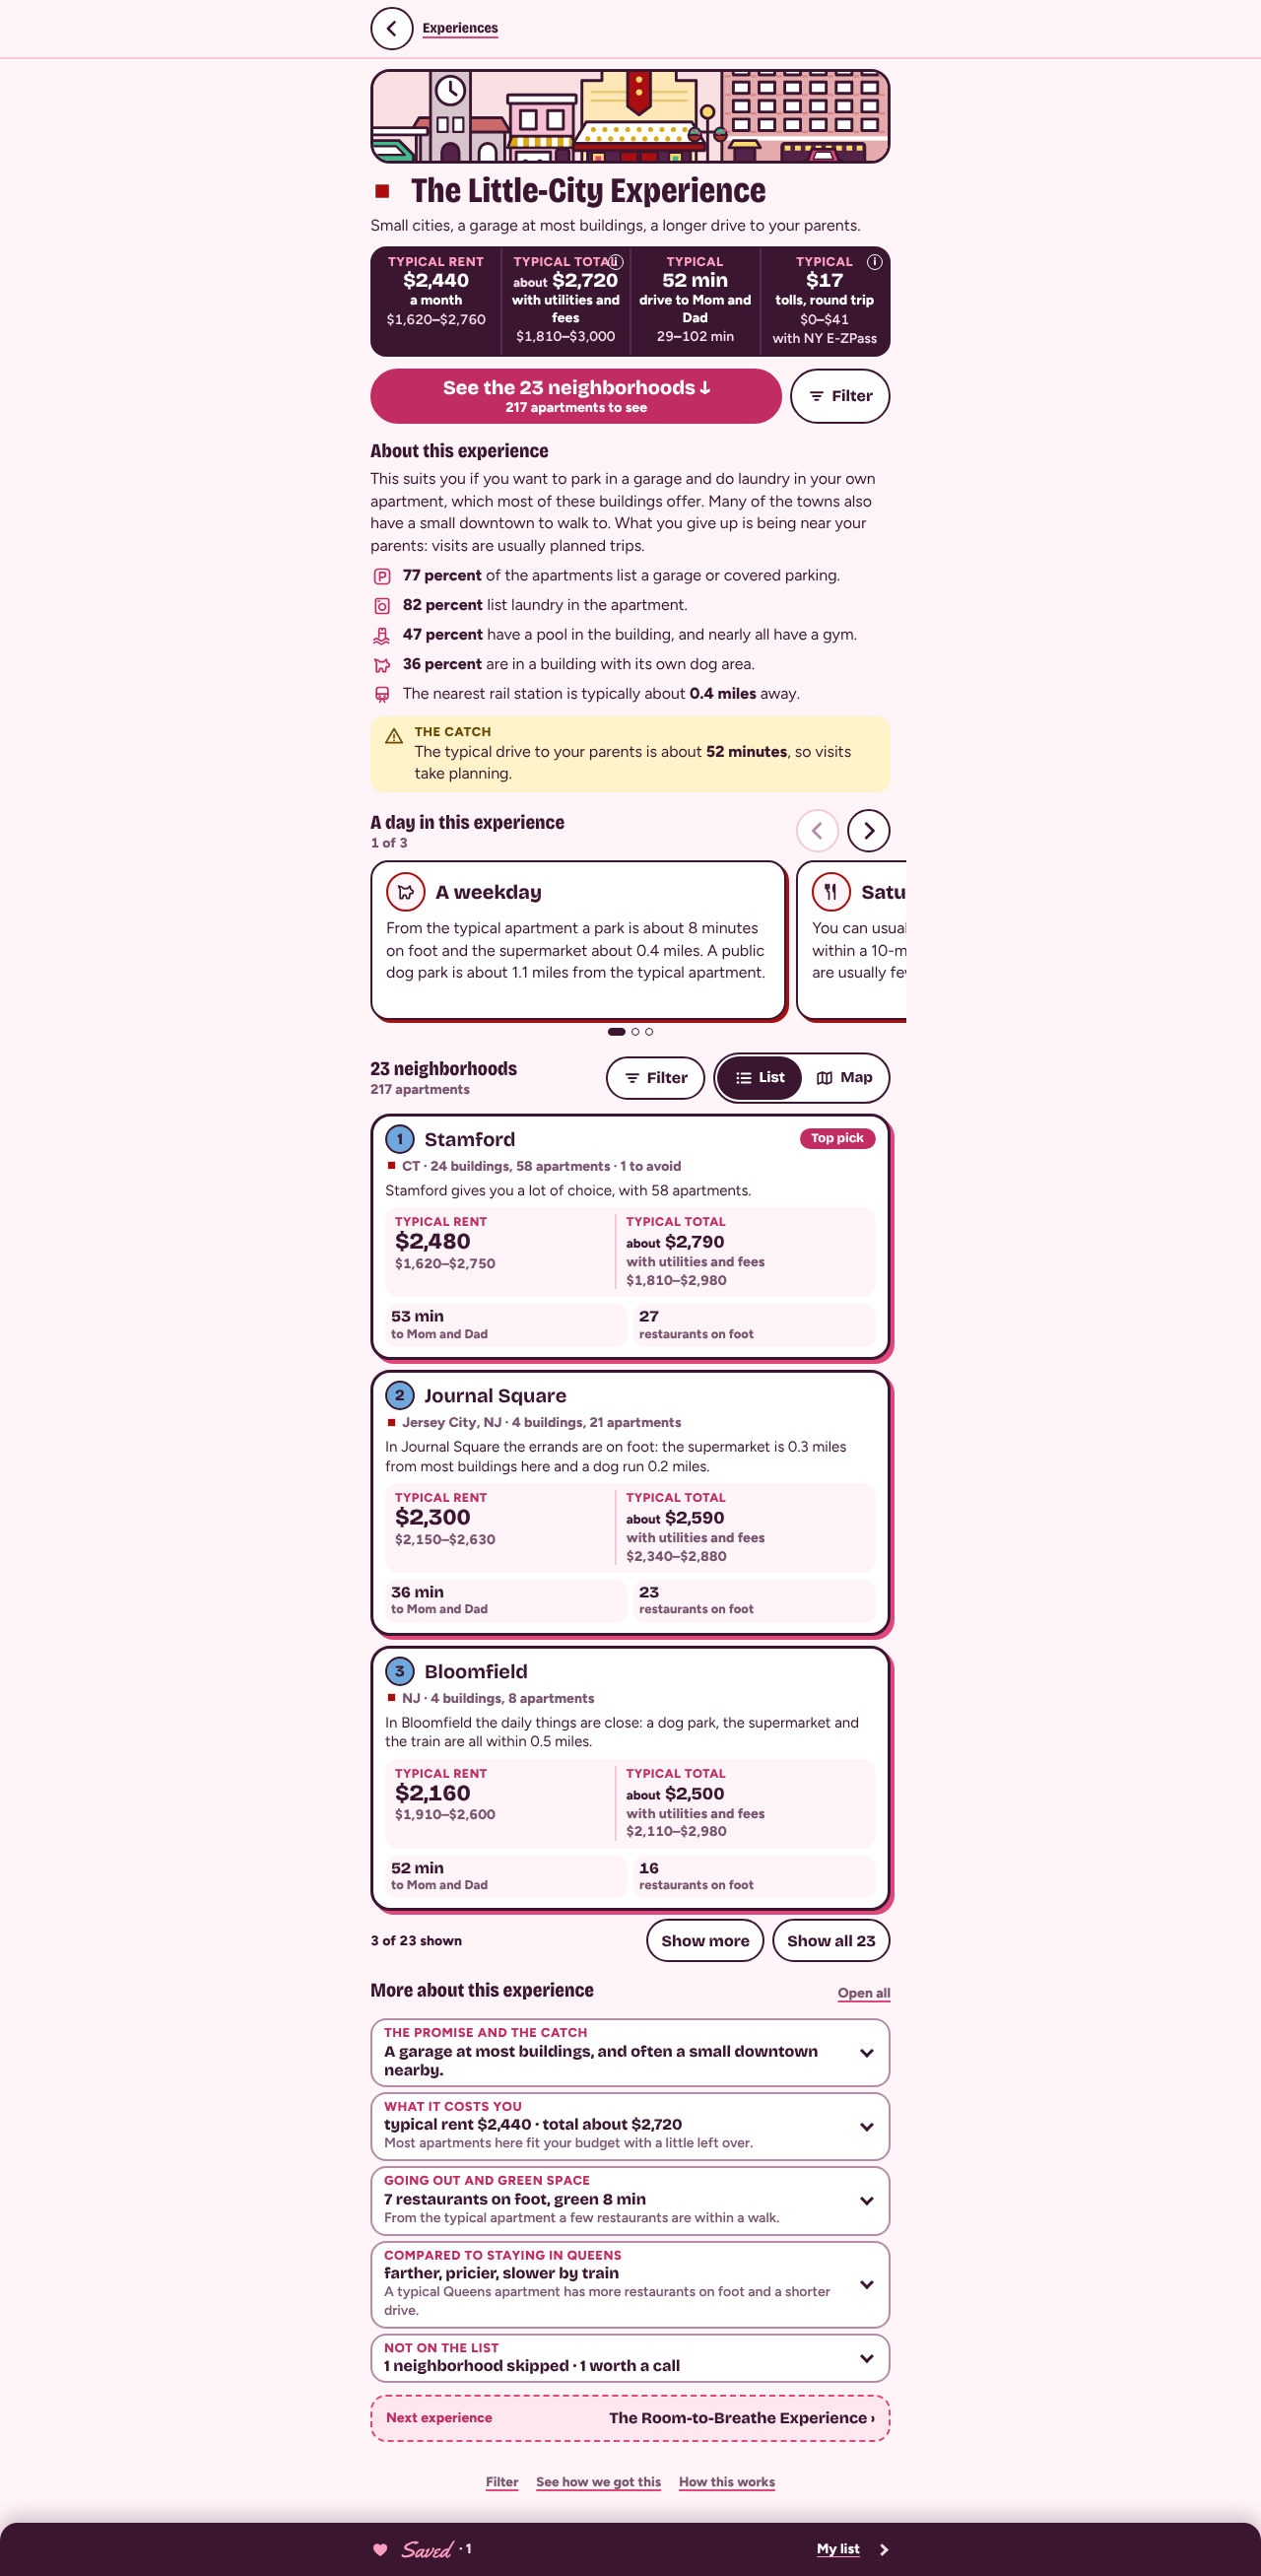 Experiences
The Little-City Experience
Small cities, a garage at most buildings, a longer drive to your parents.
TYPICAL RENT
$2,440
a month
$1,620–$2,760
TYPICAL TOTAL
about $2,720
with utilities and
fees
$1,810–$3,000
TYPICAL
52 min
drive to Mom and
Dad
29–102 min
TYPICAL
$17
tolls, round trip
$0–$41
with NY E-ZPass
See the 23 neighborhoods ↓
217 apartments to see
Filter
About this experience
This suits you if you want to park in a garage and do laundry in your own
apartment, which most of these buildings offer. Many of the towns also
have a small downtown to walk to. What you give up is being near your
parents: visits are usually planned trips.
77 percent of the apartments list a garage or covered parking.
82 percent list laundry in the apartment.
47 percent have a pool in the building, and nearly all have a gym.
36 percent are in a building with its own dog area.
The nearest rail station is typically about 0.4 miles away.
THE CATCH
The typical drive to your parents is about 52 minutes, so visits
take planning.
A day in this experience
1 of 3
A weekday
From the typical apartment a park is about 8 minutes
on foot and the supermarket about 0.4 miles. A public
dog park is about 1.1 miles from the typical apartment.
Satu
You can usual
within a 10-m
are usually fe
23 neighborhoods
217 apartments
Filter
List
Map
1 Stamford
Top pick
CT · 24 buildings, 58 apartments · 1 to avoid
Stamford gives you a lot of choice, with 58 apartments.
TYPICAL RENT
$2,480
$1,620–$2,750
TYPICAL TOTAL
about $2,790
with utilities and fees
$1,810–$2,980
53 min
to Mom and Dad
27
restaurants on foot
2 Journal Square
Jersey City, NJ · 4 buildings, 21 apartments
In Journal Square the errands are on foot: the supermarket is 0.3 miles
from most buildings here and a dog run 0.2 miles.
TYPICAL RENT
$2,300
$2,150–$2,630
TYPICAL TOTAL
about $2,590
with utilities and fees
$2,340–$2,880
36 min
to Mom and Dad
23
restaurants on foot
3 Bloomfield
NJ · 4 buildings, 8 apartments
In Bloomfield the daily things are close: a dog park, the supermarket and
the train are all within 0.5 miles.
TYPICAL RENT
$2,160
$1,910–$2,600
TYPICAL TOTAL
about $2,500
with utilities and fees
$2,110–$2,980
52 min
to Mom and Dad
16
restaurants on foot
3 of 23 shown
Show more
Show all 23
More about this experience
Open all
THE PROMISE AND THE CATCH
A garage at most buildings, and often a small downtown
nearby.
WHAT IT COSTS YOU
typical rent $2,440 · total about $2,720
Most apartments here fit your budget with a little left over.
GOING OUT AND GREEN SPACE
7 restaurants on foot, green 8 min
From the typical apartment a few restaurants are within a walk.
COMPARED TO STAYING IN QUEENS
farther, pricier, slower by train
A typical Queens apartment has more restaurants on foot and a shorter
drive.
NOT ON THE LIST
1 neighborhood skipped · 1 worth a call
Next experience
The Room-to-Breathe Experience ›
Filter
See how we got this
How this works
Saved · 1
My list